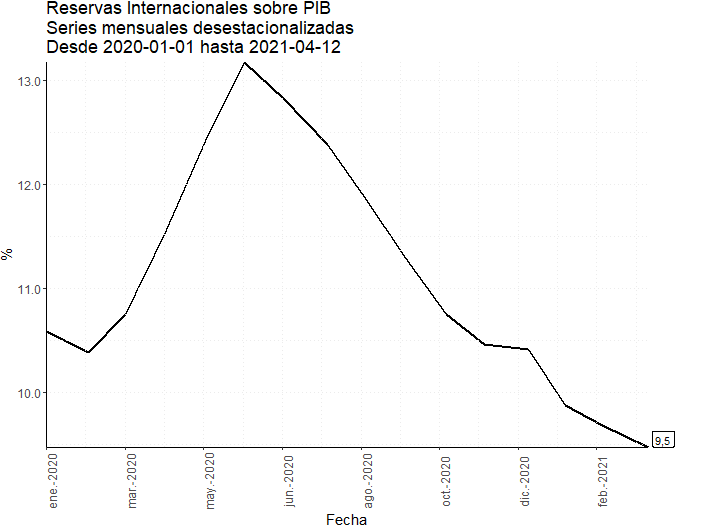 Reservas Internacionales sobre PIB
Series mensuales desestacionalizadas
Desde 2020-01-01 hasta 2021-04-12
13.0
12.0
11.0
10.0
%
9,5
ene.-2020
mar.-2020
may.-2020
jun.-2020
ago.-2020
oct.-2020
dic.-2020
feb.-2021
Fecha